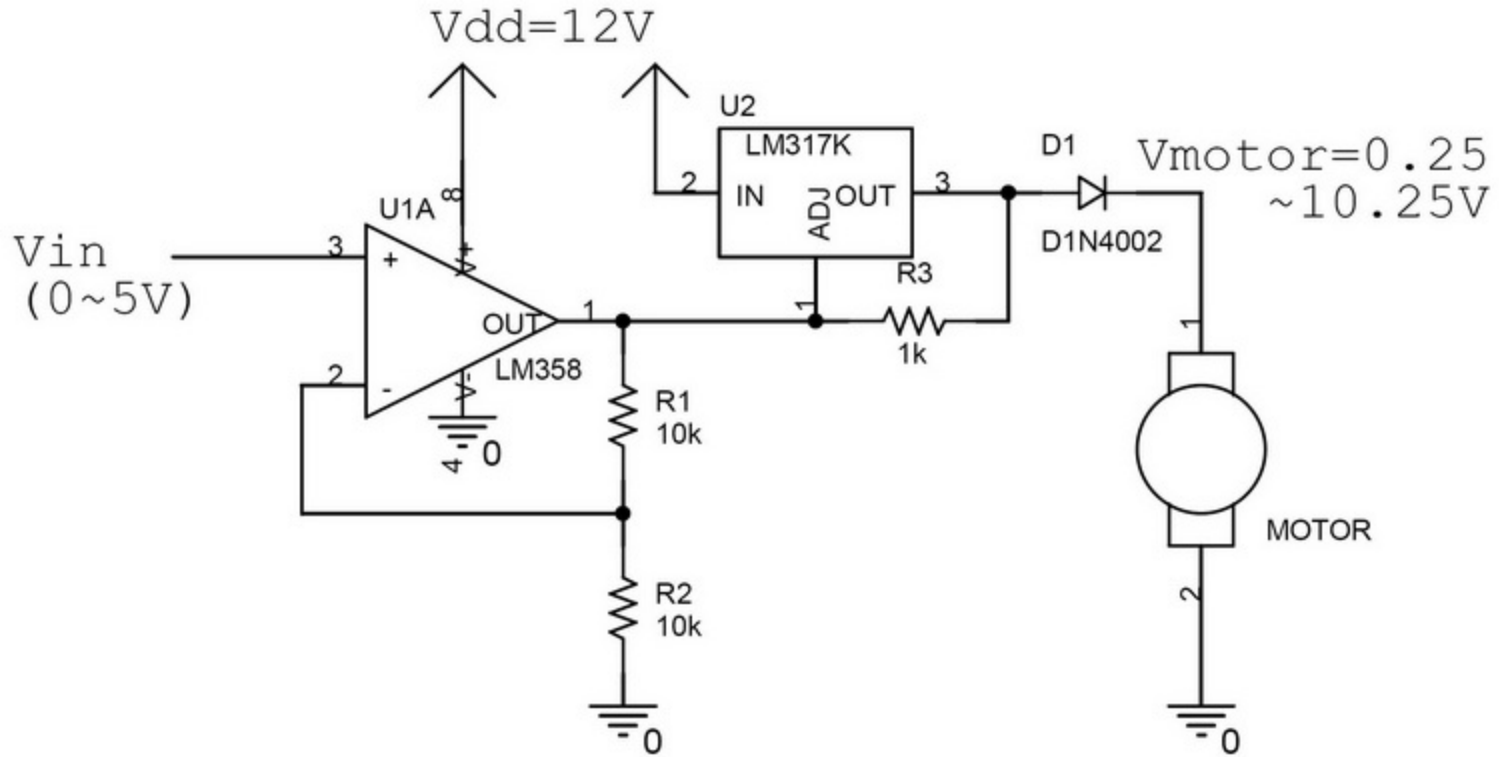 Vdd=12V
U2
LM317K
IN
ADJ
OUT
2
3
1
D1
D1N4002
Vmotor=0.25
~10.25V
Vin
(0~5V)
U1A
8
V+
3
+
2
-
OUT
1
LM358
V-
4
0
R3
1k
R1
10k
R2
10k
0
1
MOTOR
2
0